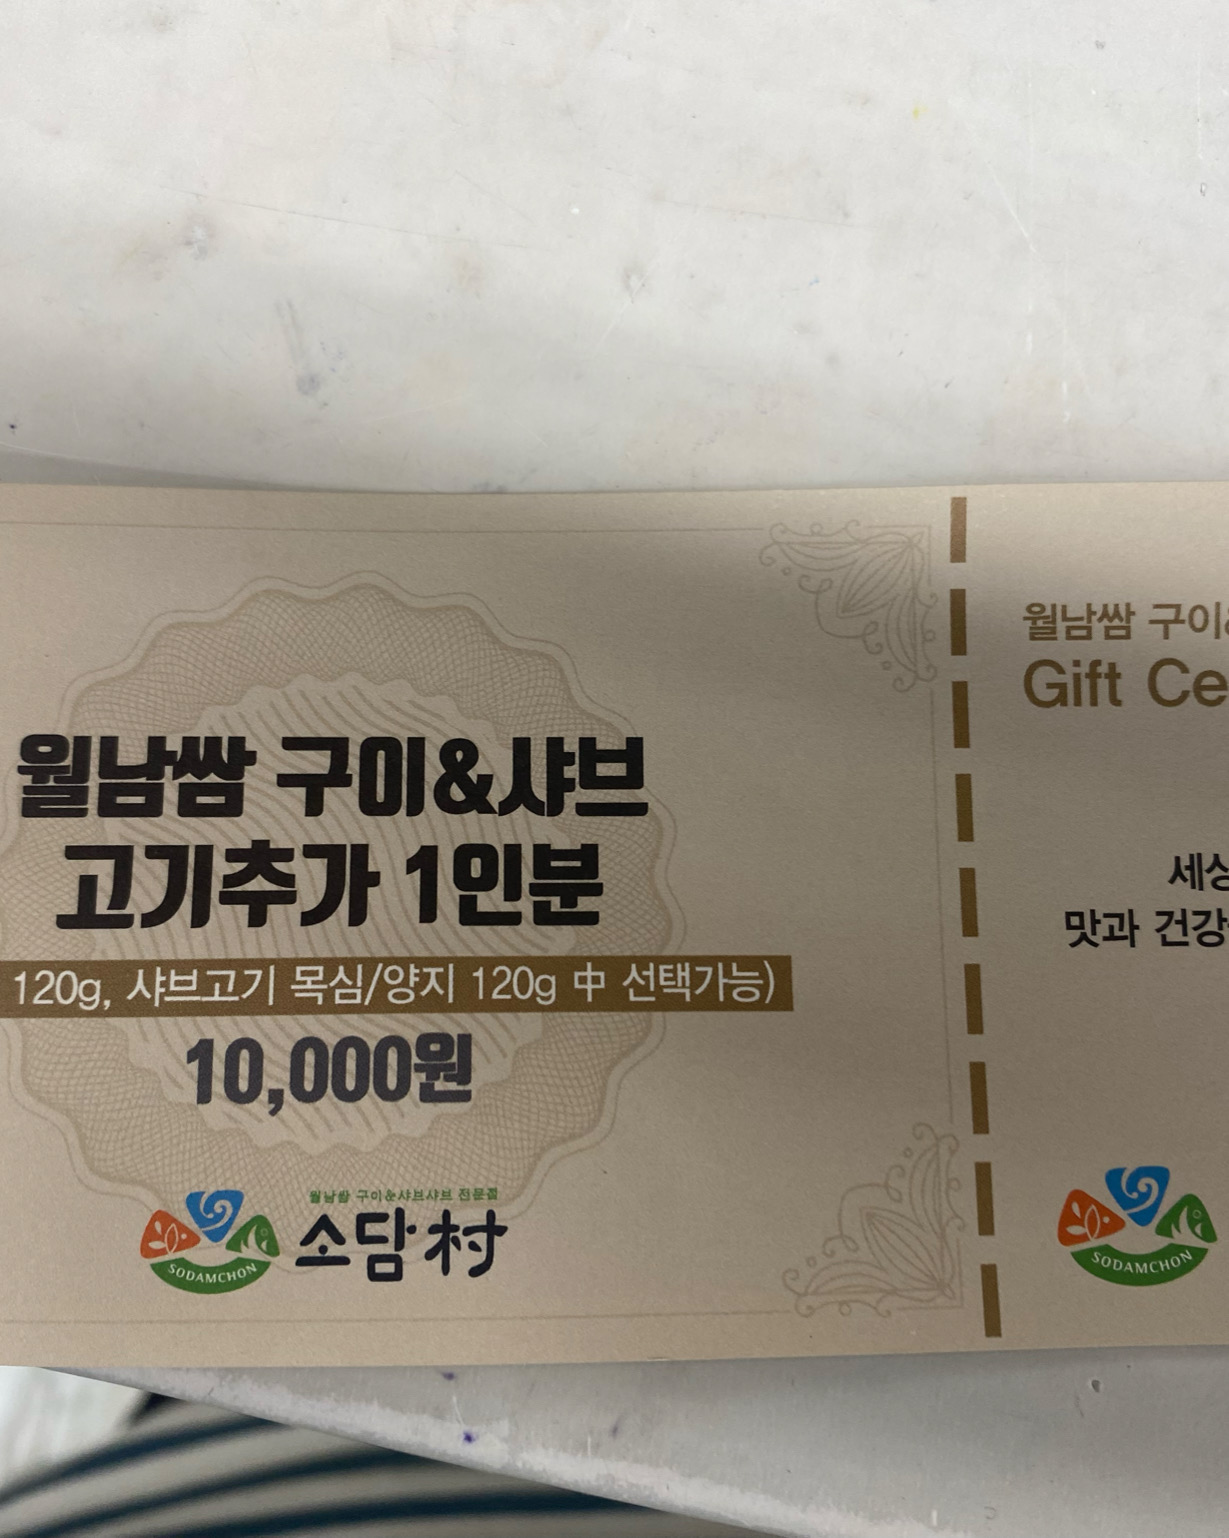 월남쌈 구이&샤브
고기추가 1인분
120g, 샤브고기 목심/양지 120g 中 선택가능)
10,000원
월남쌈 구이&샤브샤브 전문점
소담村
SODAMCHON
월남쌈 구이&
Gift Ce
세상
맛과 건강
SODAMCHON